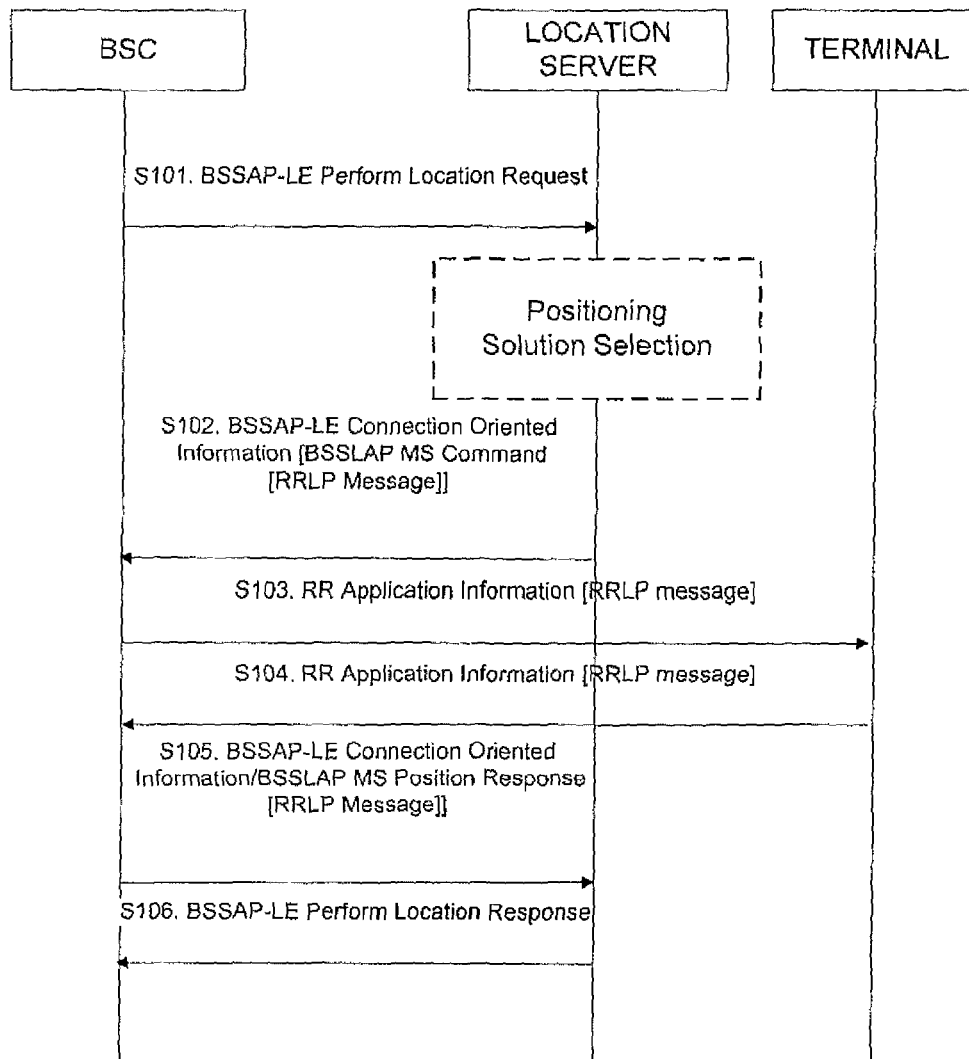 BSC
LOCATION
SERVER
TERMINAL
S101. BSSAP-LE Perform Location Request
Positioning
Solution Selection
S102. BSSAP-LE Connection Oriented
Information [BSSLAP MS Command
[RRLP Message]]
S103. RR Application Information [RRLP message]
S104. RR Application Information [RRLP message]
S105. BSSAP-LE Connection Oriented
Information/BSSLAP MS Position Response
[RRLP Message]]
S106. BSSAP-LE Perform Location Response